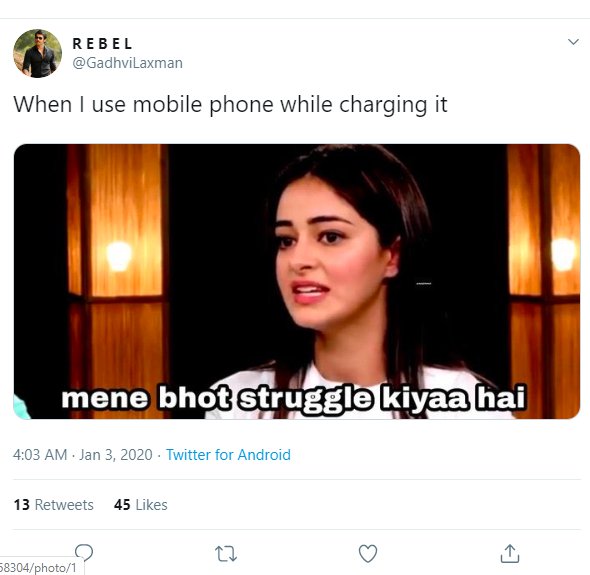 REBEL
@GadhviLaxman
When I use mobile phone while charging it
mene bhot struggle kiyaa hai
4:03 AM · Jan 3, 2020 · Twitter for Android
13 Retweets 45 Likes
58304/photo/1